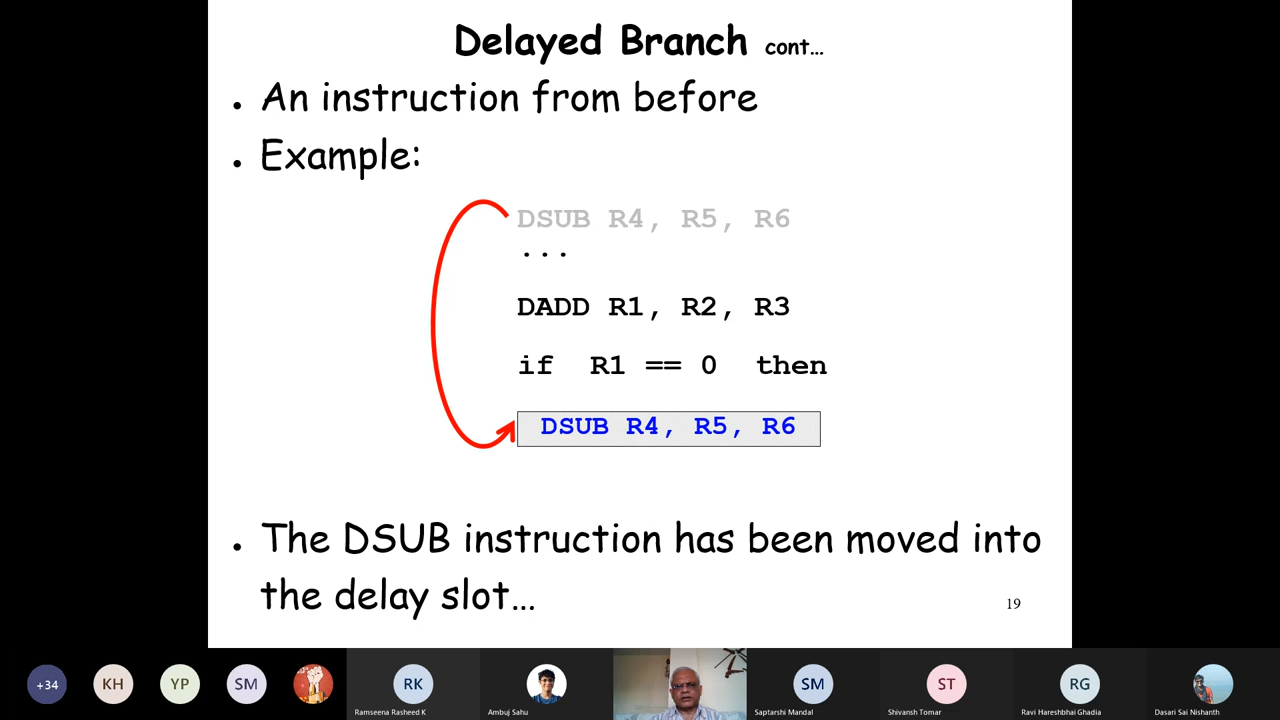 Delayed Branch cont…
• An instruction from before
• Example:
DSUB R4, R5, R6
...
DADD R1, R2, R3
if R1 == 0 then
DSUB R4, R5, R6
• The DSUB instruction has been moved into
the delay slot…
19
+34
KH
YP
SM
RK
SM
ST
RG
Ramseena Rasheed K
Ambuj Sahu
Saptarshi Mandal
Shivansh Tomar
Ravi Hareshbhai Ghadia
Dasari Sai Nishanth